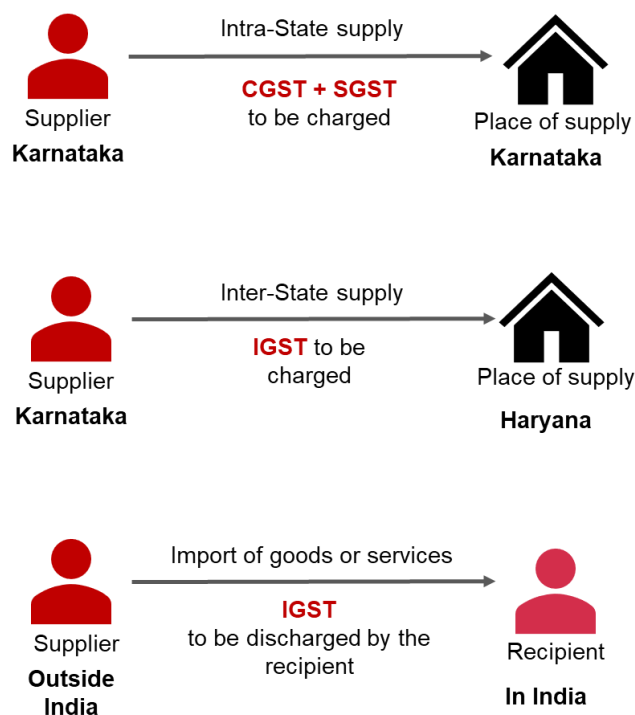 Intra-State supply
CGST + SGST
to be charged
Supplier
Karnataka
Place of supply
Karnataka
Inter-State supply
IGST to be
charged
Supplier
Karnataka
Place of supply
Haryana
Import of goods or services
IGST
to be discharged by the
recipient
Supplier
Outside
India
Recipient
In India